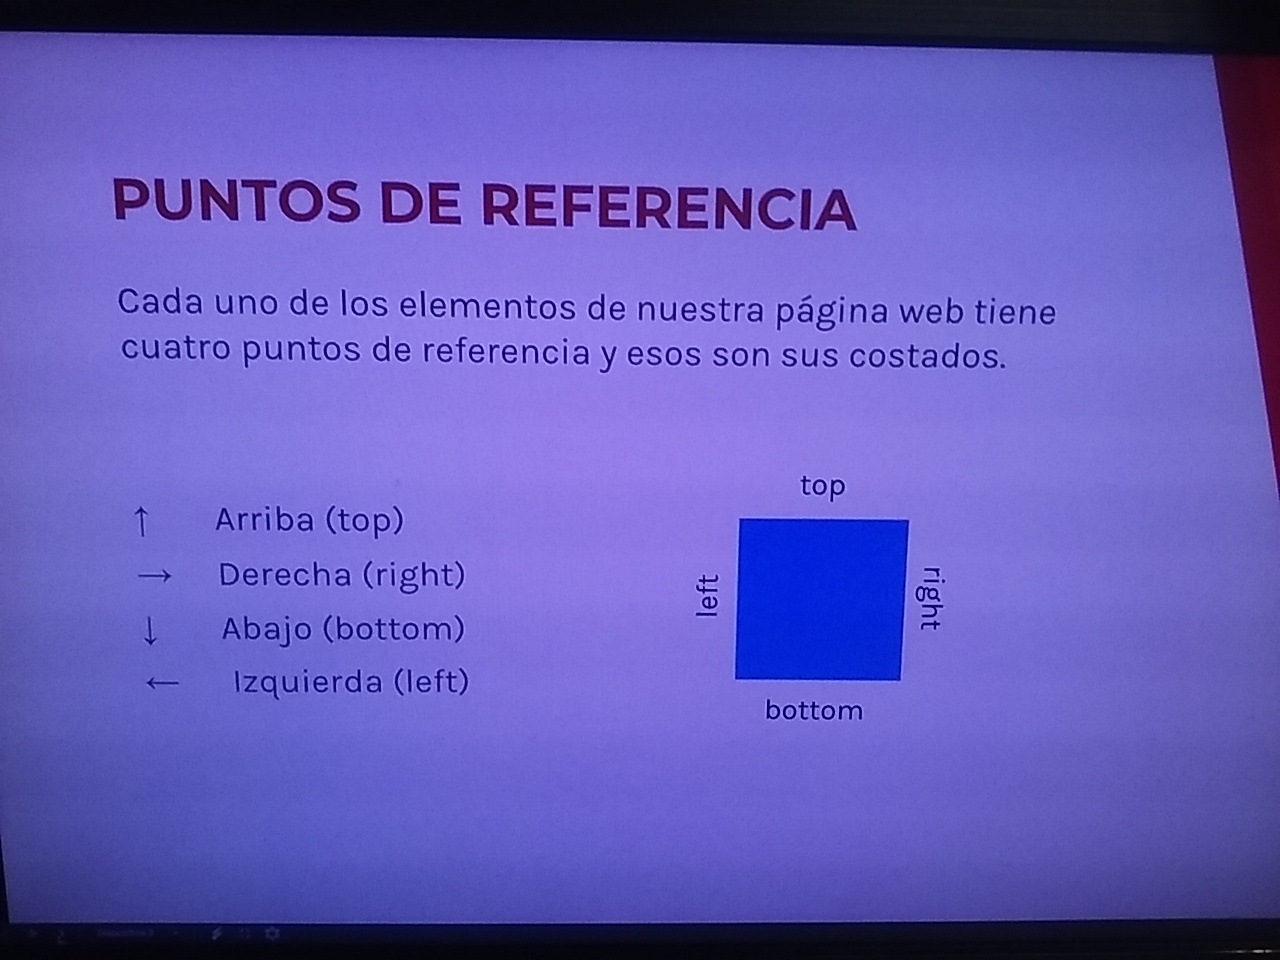 PUNTOS DE REFERENCIA
Cada uno de los elementos de nuestra página web tiene
cuatro puntos de referencia y esos son sus costados.
↑ Arriba (top)
→ Derecha (right)
↓ Abajo (bottom)
← Izquierda (left)
top
left
right
bottom